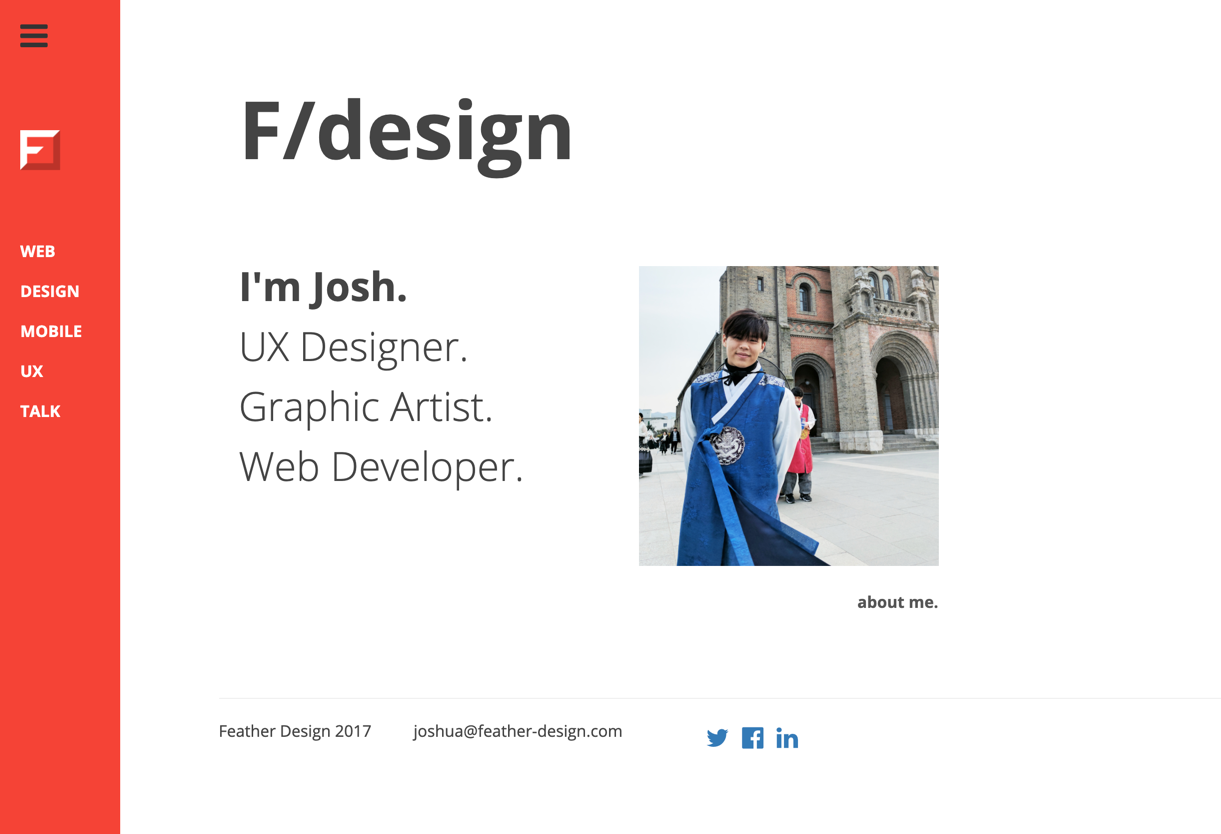 F
WEB
DESIGN
MOBILE
UX
TALK
F/design
I'm Josh.
UX Designer.
Graphic Artist.
Web Developer.
about me.
Feather Design 2017
joshua@feather-design.com
in